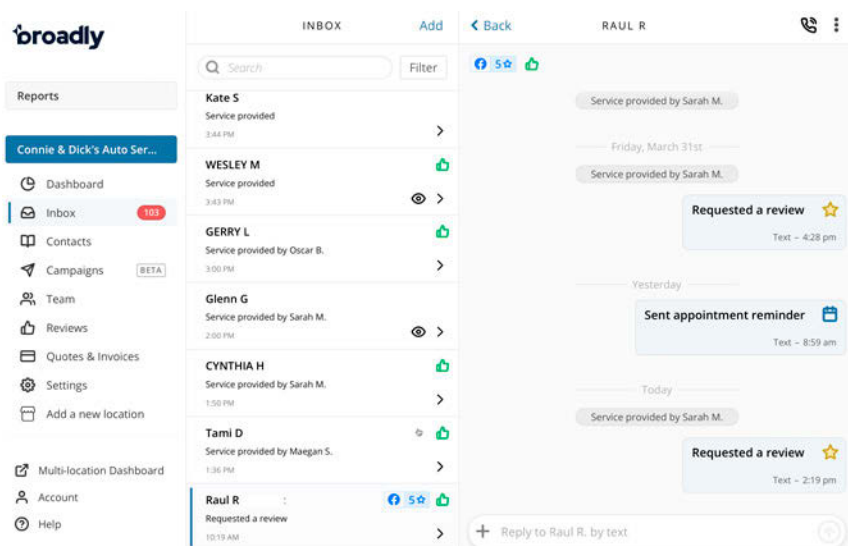 broadly
Reports
Connie & Dick's Auto Ser...
Dashboard
Inbox 103
Contacts
Campaigns BETA
Team
Reviews
Quotes & Invoices
Settings
Add a new location
Multi-location Dashboard
Account
Help
INBOX Add
Search Filter
Kate S
Service provided
3:44 PM
WESLEY M
Service provided
3:43 PM
GERRY L
Service provided by Oscar B.
3:00 PM
Glenn G
Service provided by Sarah M.
2:00 PM
CYNTHIA H
Service provided by Sarah M.
1:50 PM
Tami D
Service provided by Maegan S.
1:36 PM
Raul R : 5
Requested a review
10:19 AM
Back RAUL R
5
Service provided by Sarah M.
Friday, March 31st
Service provided by Sarah M.
Requested a review
Text – 4:28 pm
Yesterday
Sent appointment reminder
Text – 8:59 am
Today
Service provided by Sarah M.
Requested a review
Text – 2:19 pm
Reply to Raul R. by text